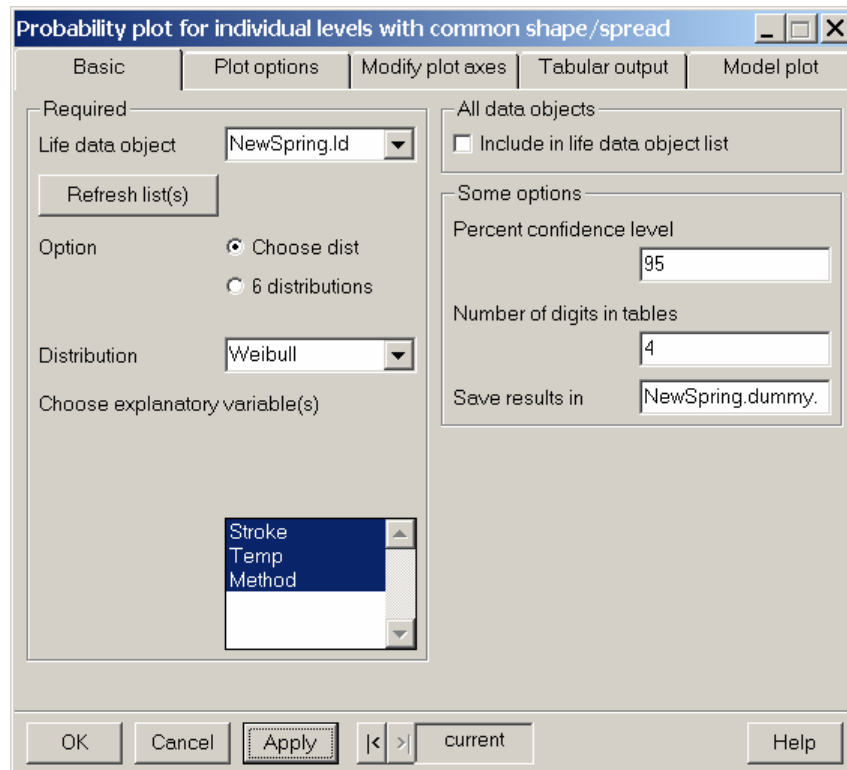 Probability plot for individual levels with common shape/spread
Basic
Plot options
Modify plot axes
Tabular output
Model plot
Required
Life data object
NewSpring.ld
Refresh list(s)
Option
Choose dist
6 distributions
Distribution
Weibull
Choose explanatory variable(s)
Stroke
Temp
Method
All data objects
Include in life data object list
Some options
Percent confidence level
95
Number of digits in tables
4
Save results in
NewSpring.dummy.
OK
Cancel
Apply
|<
>|
current
Help